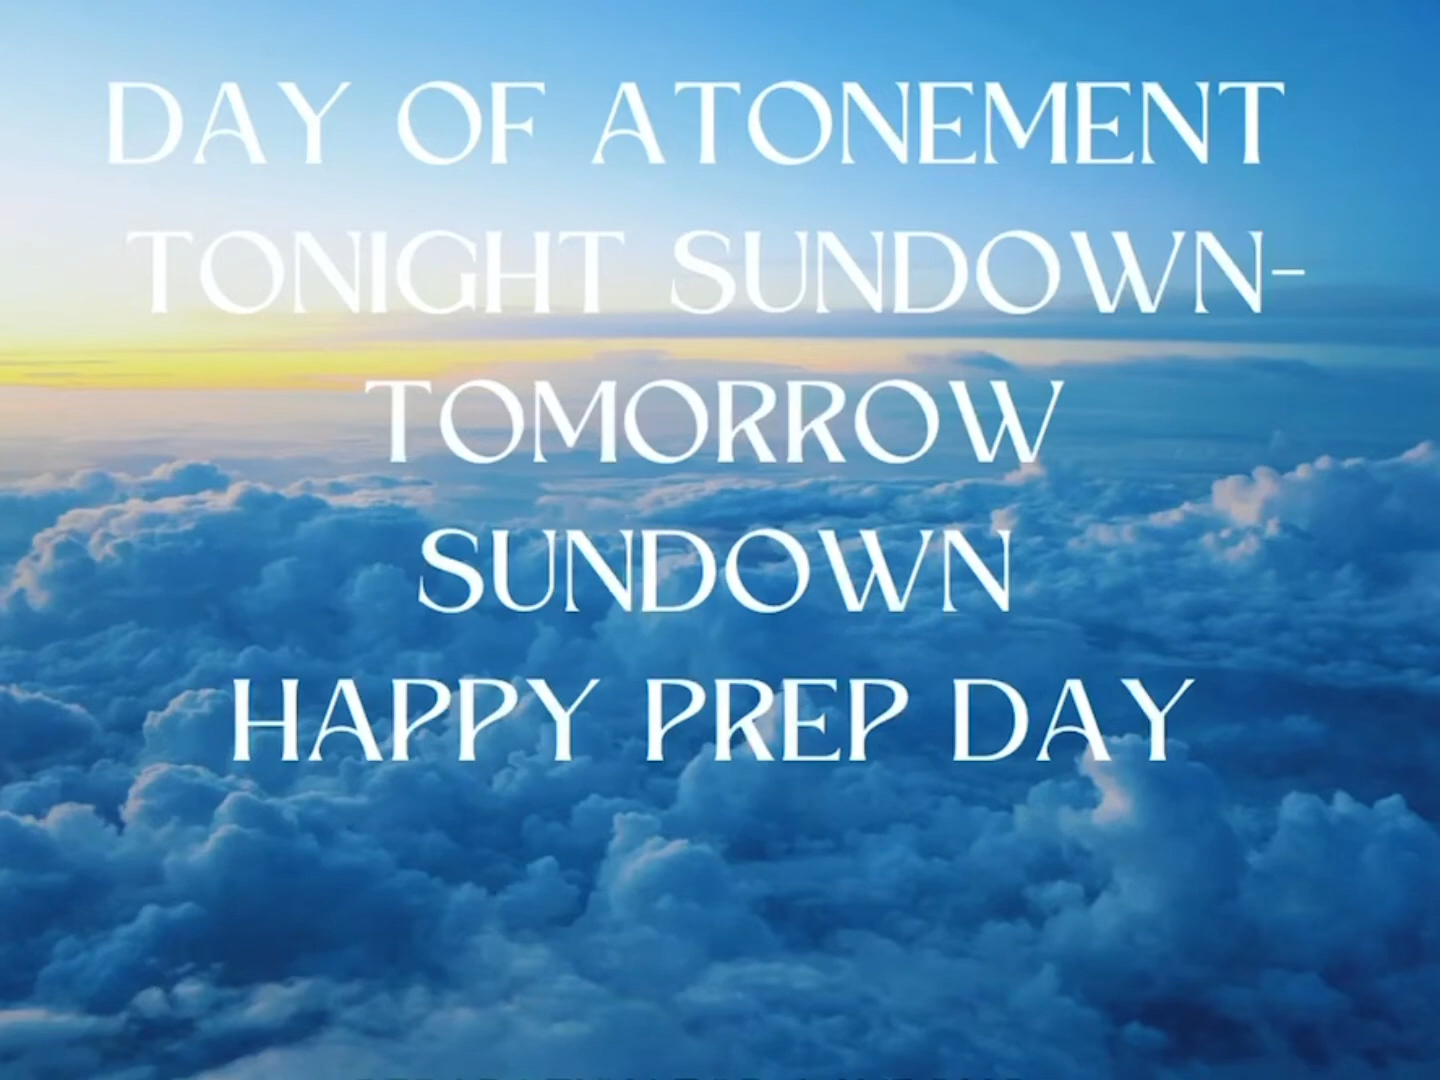 DAY OF ATONEMENT
TONIGHT SUNDOWN-
TOMORROW
SUNDOWN
HAPPY PREP DAY